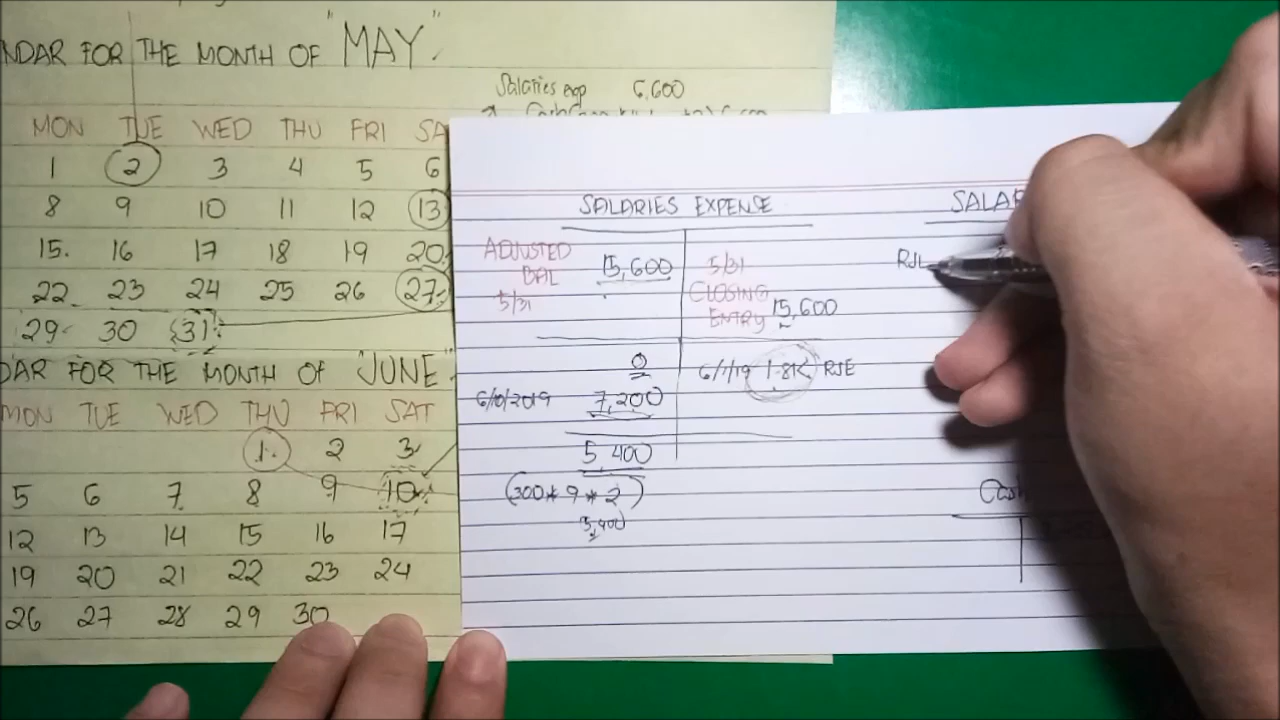 NDAR FOR THE MONTH OF "MAY".
Salaries exp 6,600
MON TUE WED THU FRI SA
1 2 3 4 5 6
8 9 10 11 12 13
15. 16 17 18 19 20
22 23 24 25 26 27
29 30 31
DAR FOR THE MONTH OF "JUNE"
MON TUE WED THU FRI SAT
1 2 3
5 6 7 8 9 10
12 13 14 15 16 17
19 20 21 22 23 24
26 27 28 29 30
SALARIES EXPENSE
ADJUSTED BAL 5/31 15,600
5/31 CLOSING ENTRY 15,600
0
6/1/19 1.8K RJE
6/10/2019 7,200
5,400
(300*9*2)
5,400
SALAR
Cash